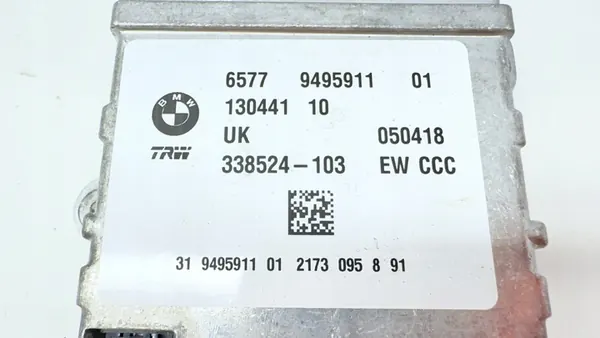 6577 9495911 01
BMW
130441 10
UK 050418
TRW
338524-103 EW CCC
31 9495911 01 2173 095 8 91